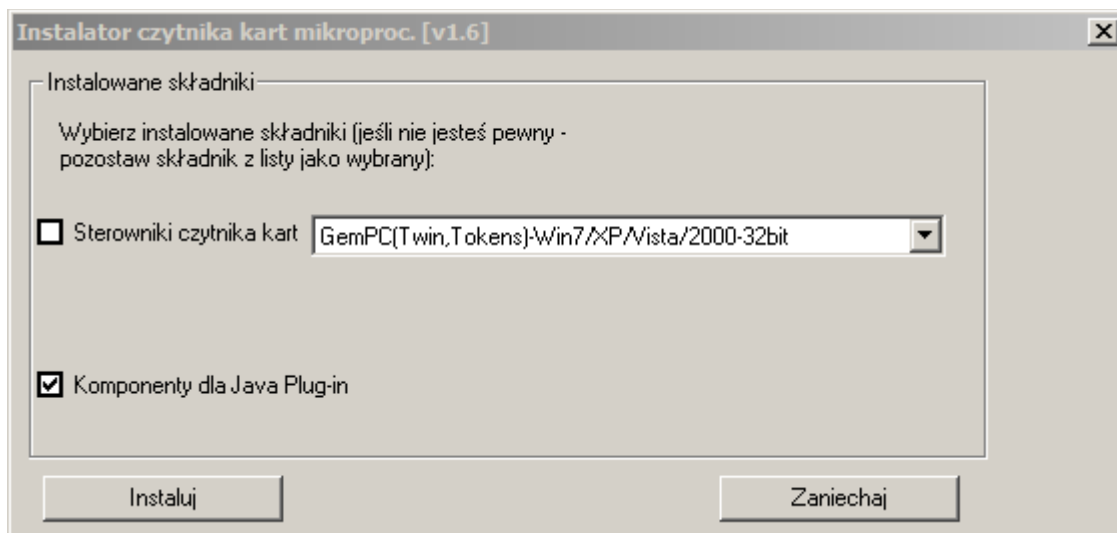 Instalator czytnika kart mikroproc. [v1.6]
Instalowane składniki
Wybierz instalowane składniki (jeśli nie jesteś pewny -
pozostaw składnik z listy jako wybrany):
Sterowniki czytnika kart GemPC(Twin,Tokens)-Win7/XP/Vista/2000-32bit
Komponenty dla Java Plug-in
Instaluj Zaniechaj